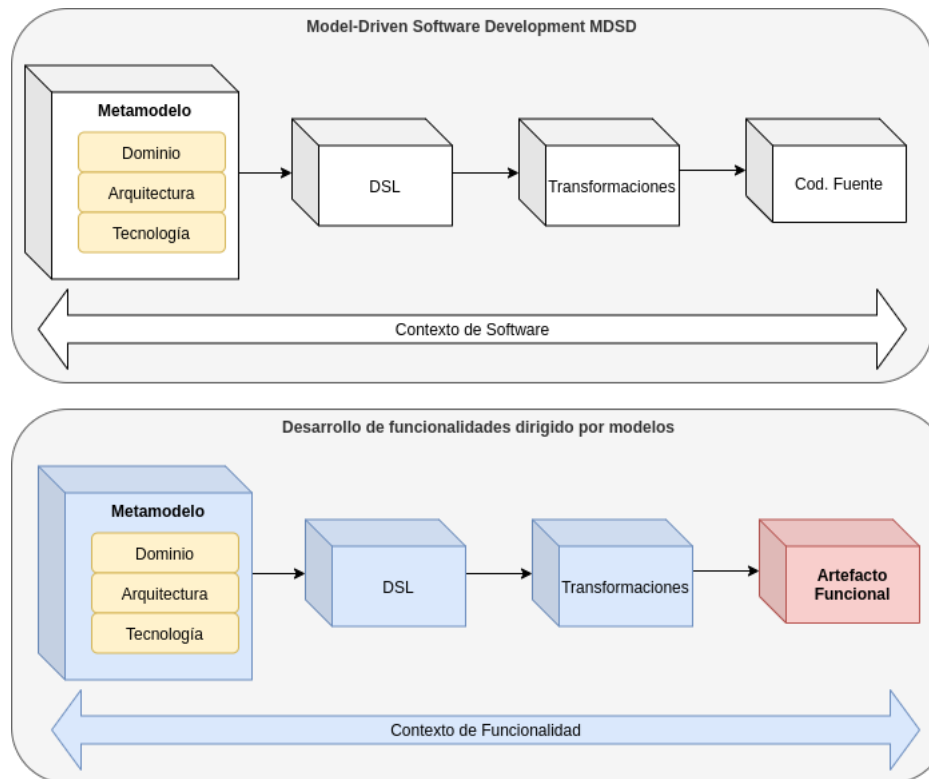 Model-Driven Software Development MDSD
Metamodelo
Dominio
Arquitectura
Tecnología
DSL
Transformaciones
Cod. Fuente
Contexto de Software
Desarrollo de funcionalidades dirigido por modelos
Metamodelo
Dominio
Arquitectura
Tecnología
DSL
Transformaciones
Artefacto
Funcional
Contexto de Funcionalidad